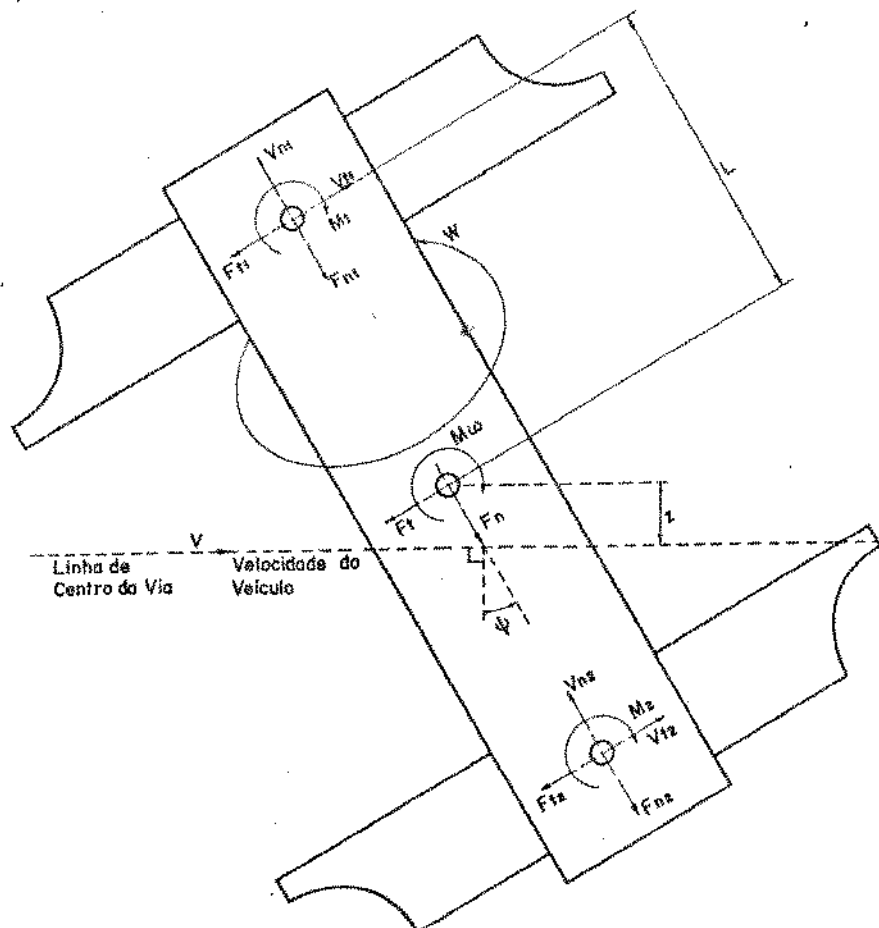 Vn1
Vt1
M1
Ft1
Fn1
L
W
Mω
Ft
Fn
z
V
Linha de
Centro da Via
Velocidade do
Veículo
ψ
Vn2
M2
Vt2
Ft2
Fn2